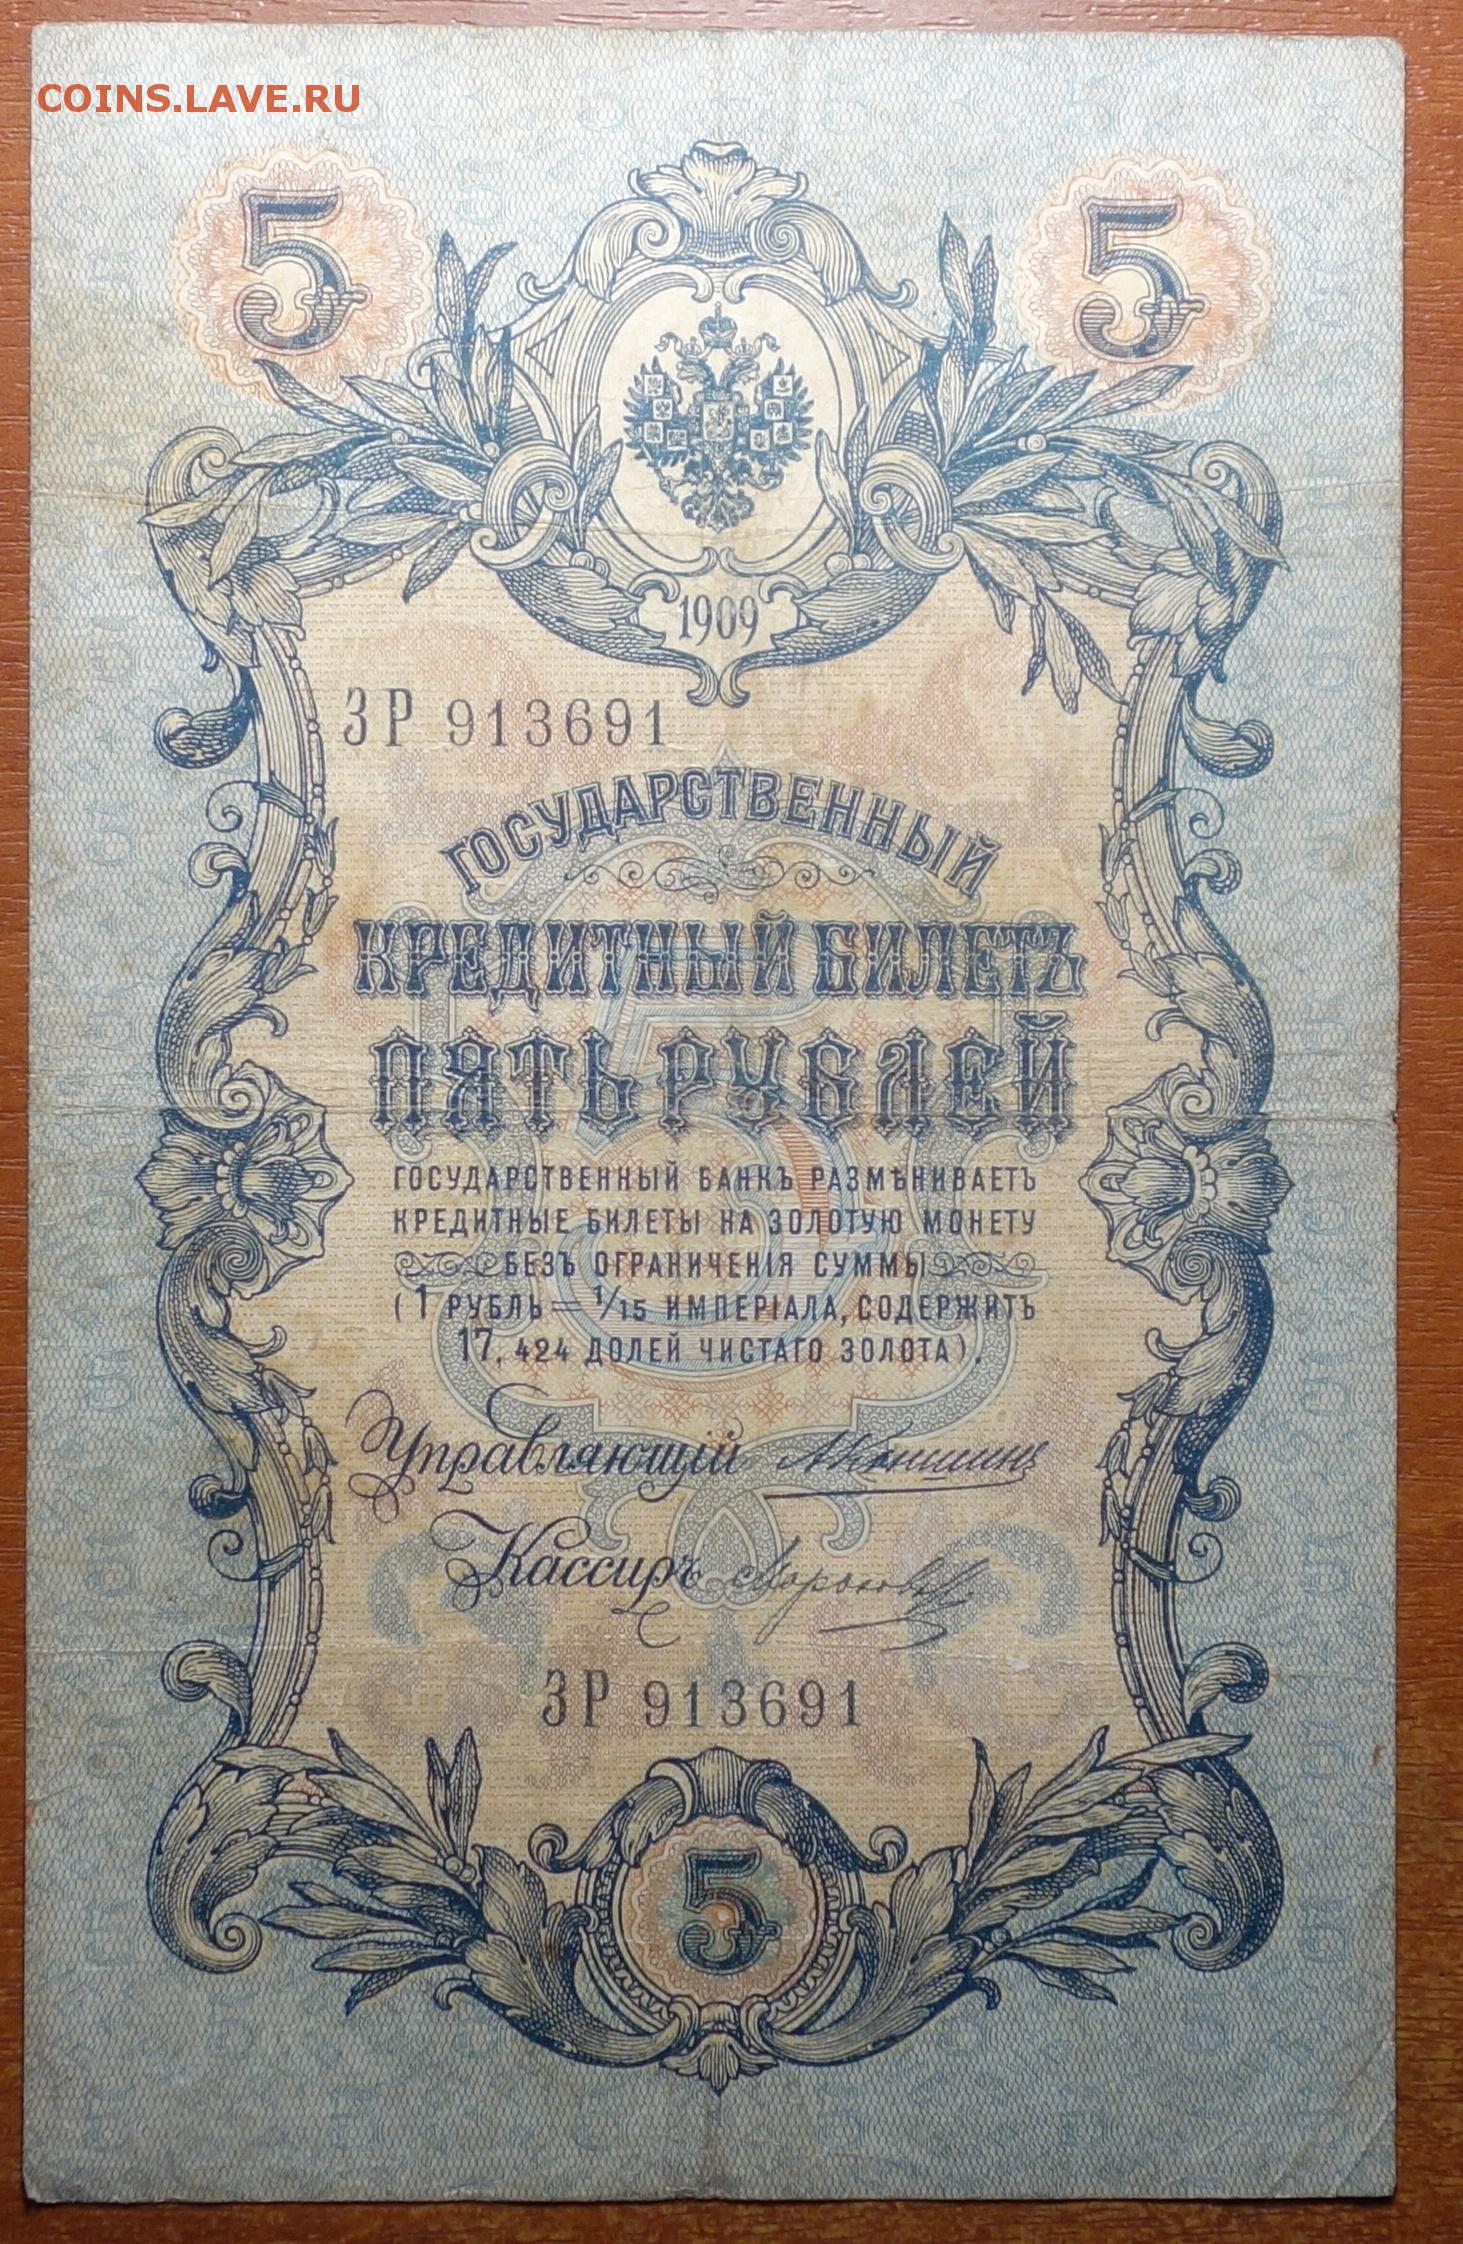 COINS.LAVE.RU
5 5
1909
ЗР 913691
ГОСУДАРСТВЕННЫЙ
КРЕДИТНЫЙ БИЛЕТЪ
ПЯТЬ РУБЛЕЙ
ГОСУДАРСТВЕННЫЙ БАНКЪ РАЗМѢНИВАЕТЪ
КРЕДИТНЫЕ БИЛЕТЫ НА ЗОЛОТУЮ МОНЕТУ
БЕЗЪ ОГРАНИЧЕНІЯ СУММЫ
(1 РУБЛЬ = 1/15 ИМПЕРІАЛА, СОДЕРЖИТЪ
17,424 ДОЛЕЙ ЧИСТАГО ЗОЛОТА).
Управляющій АКоншинъ
Кассиръ
ЗР 913691
5